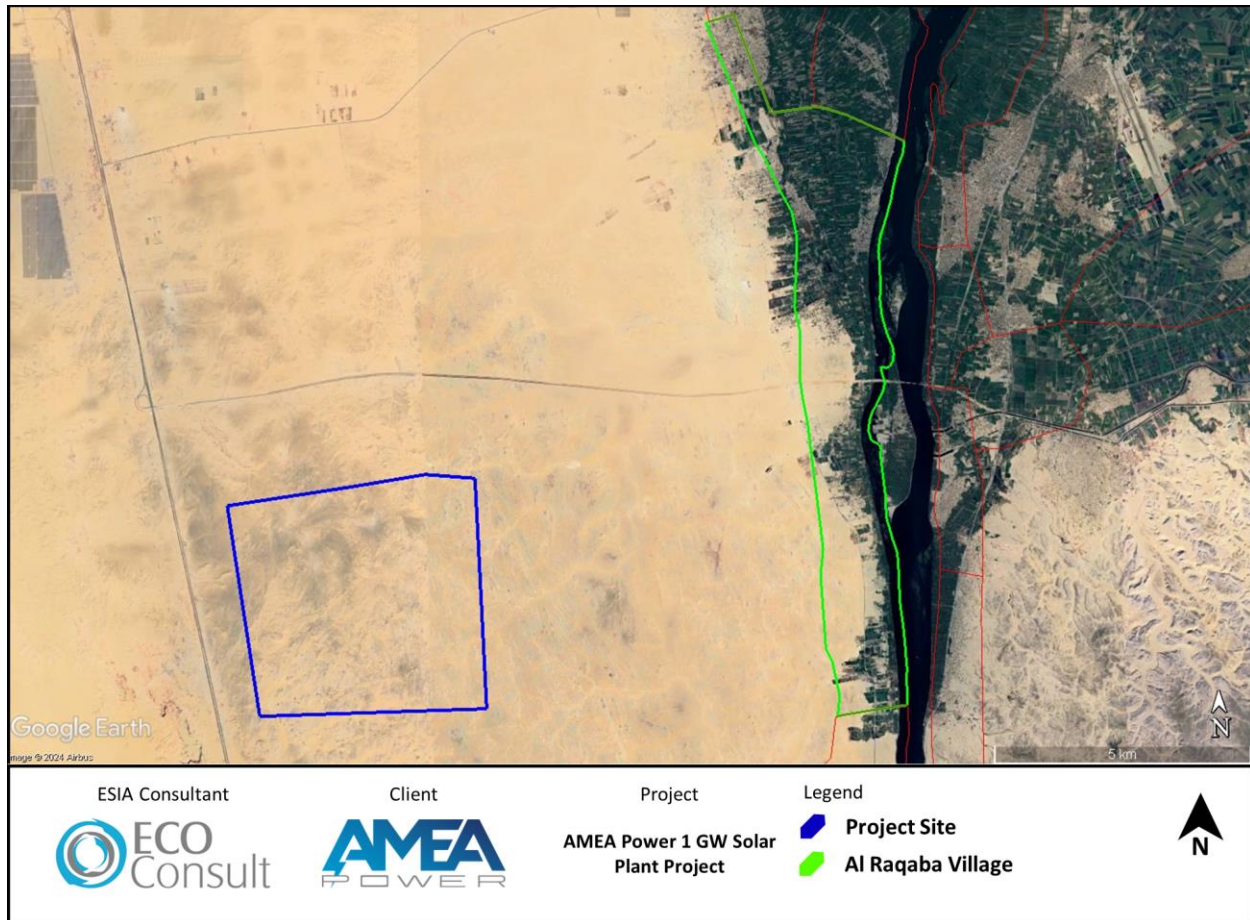 Google Earth
mage © 2024 Airbus
N
5 km
ESIA Consultant
Client
Project
Legend
ECO
Consult
AMEA
POWER
AMEA Power 1 GW Solar
Plant Project
Project Site
Al Raqaba Village
N